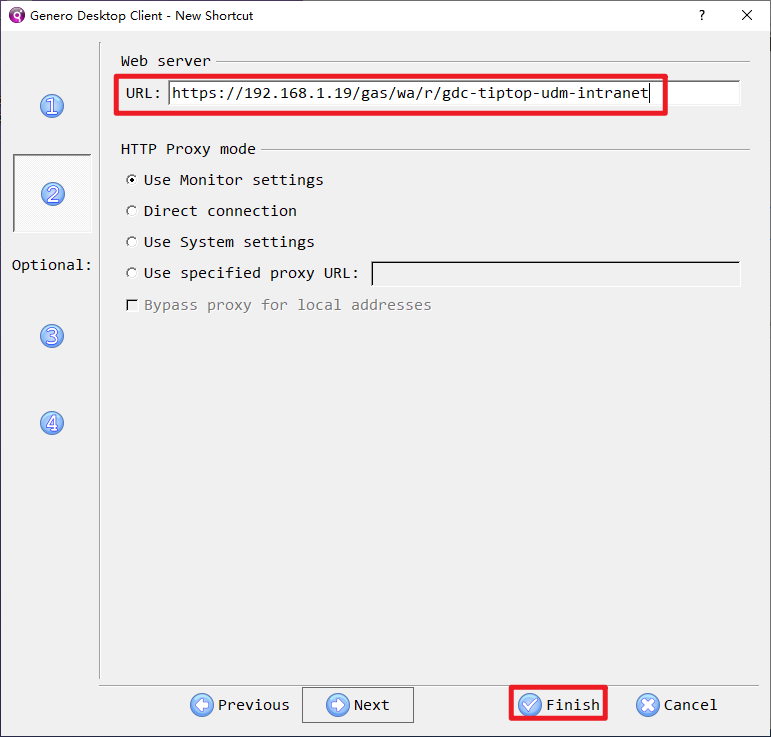 Genero Desktop Client - New Shortcut
Web server
URL: https://192.168.1.19/gas/wa/r/gdc-tiptop-udm-intranet
1
HTTP Proxy mode
Use Monitor settings
2
Direct connection
Use System settings
Optional:
Use specified proxy URL:
Bypass proxy for local addresses
3
4
Previous
Next
Finish
Cancel